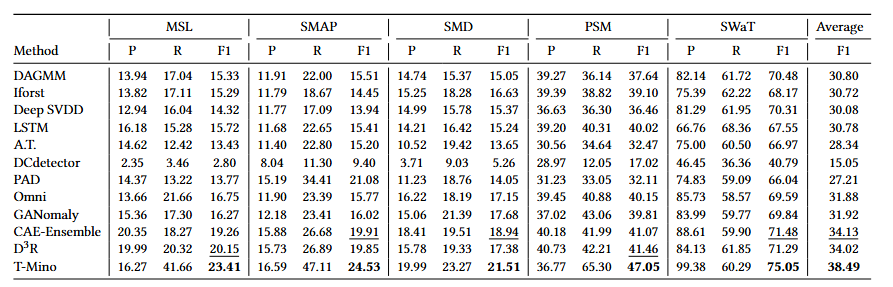 MSL SMAP SMD PSM SWaT Average
Method P R F1 P R F1 P R F1 P R F1 P R F1 F1
DAGMM 13.94 17.04 15.33 11.91 22.00 15.51 14.74 15.37 15.05 39.27 36.14 37.64 82.14 61.72 70.48 30.80
Iforst 13.82 17.11 15.29 11.79 18.67 14.45 15.25 18.28 16.63 39.39 38.82 39.10 75.39 62.22 68.17 30.72
Deep SVDD 12.94 16.04 14.32 11.77 17.09 13.94 14.99 15.78 15.37 36.63 36.30 36.46 81.29 61.95 70.31 30.08
LSTM 16.18 15.28 15.72 11.68 22.65 15.41 14.21 16.42 15.24 39.20 40.31 40.02 66.76 68.36 67.55 30.78
A.T. 14.62 12.42 13.43 11.40 22.80 15.20 10.52 19.42 13.65 30.56 34.64 32.47 75.00 60.50 66.97 28.34
DCdetector 2.35 3.46 2.80 8.04 11.30 9.40 3.71 9.03 5.26 28.97 12.05 17.02 46.45 36.36 40.79 15.05
PAD 14.37 13.22 13.77 15.19 34.41 21.08 11.23 18.76 14.05 31.23 33.05 32.11 74.83 59.09 66.04 27.21
Omni 13.66 21.66 16.75 11.90 23.39 15.77 16.22 18.19 17.15 39.45 40.88 40.15 85.73 58.57 69.59 31.88
GANomaly 15.36 17.30 16.27 12.18 23.41 16.02 15.06 21.39 17.68 37.02 43.06 39.81 83.99 59.77 69.84 31.92
CAE-Ensemble 20.35 18.27 19.26 15.88 26.68 19.91 18.41 19.51 18.94 40.18 41.99 41.07 88.61 59.90 71.48 34.13
D³R 19.99 20.32 20.15 15.73 26.89 19.85 15.78 19.33 17.38 40.73 42.21 41.46 84.13 61.85 71.29 34.02
T-Mino 16.27 41.66 23.41 16.59 47.11 24.53 19.99 23.27 21.51 36.77 65.30 47.05 99.38 60.29 75.05 38.49